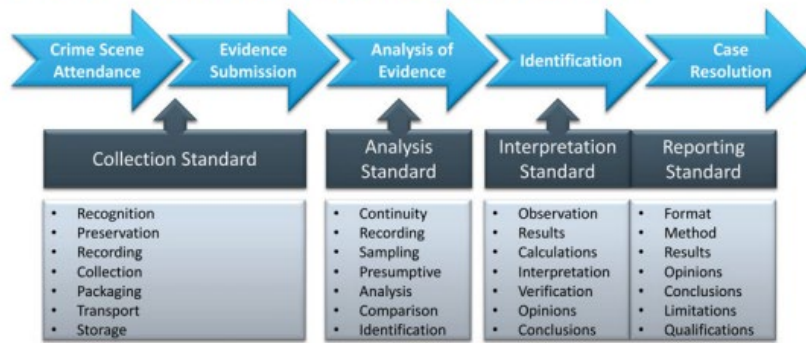 Crime Scene
Attendance
Evidence
Submission
Analysis of
Evidence
Identification
Case
Resolution
Collection Standard
• Recognition
• Preservation
• Recording
• Collection
• Packaging
• Transport
• Storage
Analysis
Standard
• Continuity
• Recording
• Sampling
• Presumptive
• Analysis
• Comparison
• Identification
Interpretation
Standard
• Observation
• Results
• Calculations
• Interpretation
• Verification
• Opinions
• Conclusions
Reporting
Standard
• Format
• Method
• Results
• Opinions
• Conclusions
• Limitations
• Qualifications